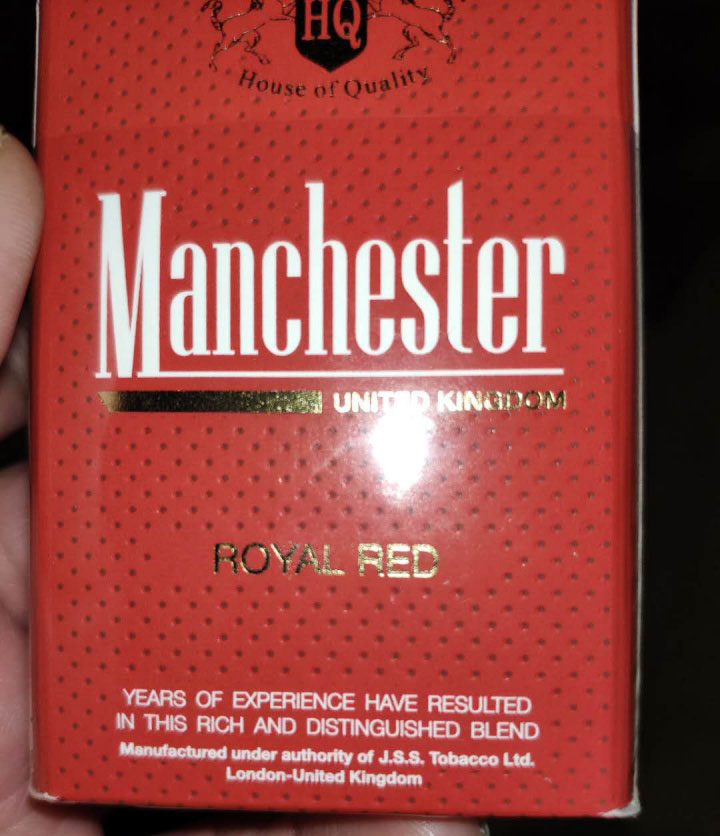 HQ
House of Quality
Manchester
UNITED KINGDOM
ROYAL RED
YEARS OF EXPERIENCE HAVE RESULTED
IN THIS RICH AND DISTINGUISHED BLEND
Manufactured under authority of J.S.S. Tobacco Ltd.
London-United Kingdom